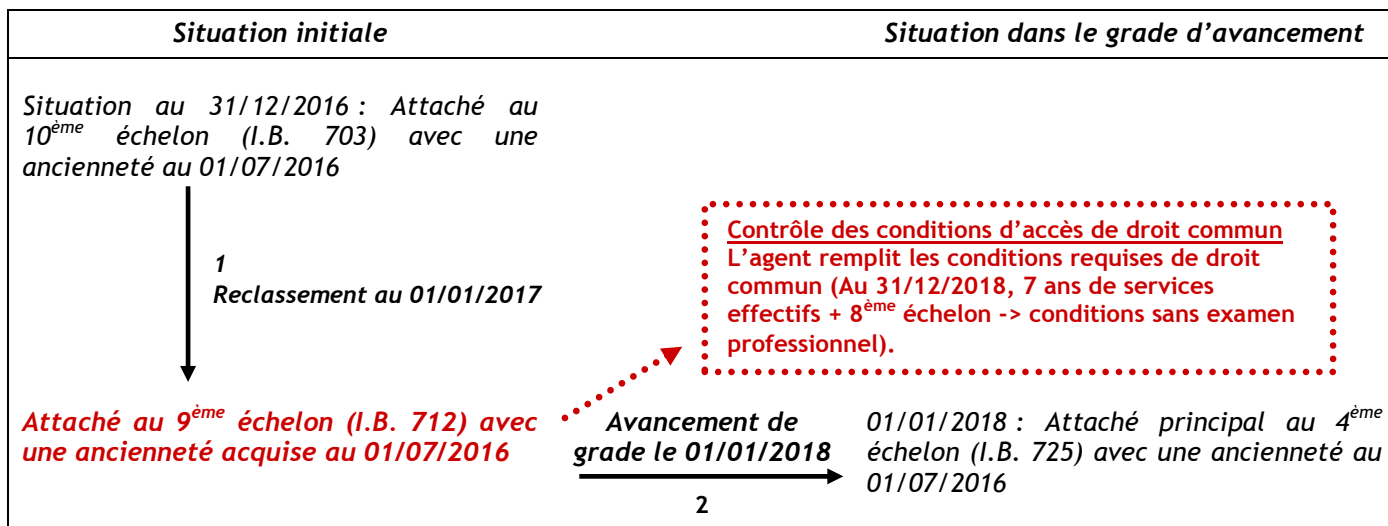 Situation initiale
Situation dans le grade d’avancement
Situation au 31/12/2016 : Attaché au
10ème échelon (I.B. 703) avec une
ancienneté au 01/07/2016
1
Reclassement au 01/01/2017
Contrôle des conditions d’accès de droit commun
L’agent remplit les conditions requises de droit
commun (Au 31/12/2018, 7 ans de services
effectifs + 8ème échelon -> conditions sans examen
professionnel).
Attaché au 9ème échelon (I.B. 712) avec
une ancienneté acquise au 01/07/2016
Avancement de
grade le 01/01/2018
2
01/01/2018 : Attaché principal au 4ème
échelon (I.B. 725) avec une ancienneté au
01/07/2016